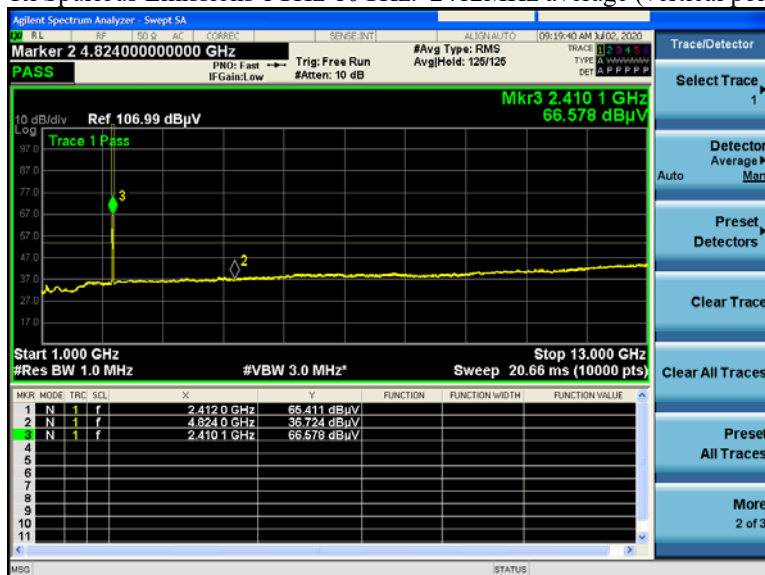 Agilent Spectrum Analyzer - Swept SA
RL RF 50 Ω AC CORREC SENSE:INT ALIGN AUTO 09:19:40 AM Jul 02, 2020
Marker 2 4.824000000000 GHz
PASS
PNO: Fast
IFGain:Low
Trig: Free Run
#Atten: 10 dB
#Avg Type: RMS
Avg|Hold: 125/125
TRACE 1 2 3 4 5 6
TYPE A WWWWW
DET A P P P P P
Mkr3 2.410 1 GHz
66.578 dBµV
10 dB/div Ref 106.99 dBµV
Log
Trace 1 Pass
97.0
87.0
77.0
67.0
57.0
47.0
37.0
27.0
17.0
3
2
Start 1.000 GHz Stop 13.000 GHz
#Res BW 1.0 MHz #VBW 3.0 MHz* Sweep 20.66 ms (10000 pts)
MKR MODE TRC SCL X Y FUNCTION FUNCTION WIDTH FUNCTION VALUE
1 N 1 f 2.412 0 GHz 65.411 dBµV
2 N 1 f 4.824 0 GHz 36.724 dBµV
3 N 1 f 2.410 1 GHz 66.578 dBµV
4
5
6
7
8
9
10
11
MSG STATUS
Trace/Detector
Select Trace
1
Detector
Average
Auto Man
Preset
Detectors
Clear Trace
Clear All Traces
Preset
All Traces
More
2 of 3